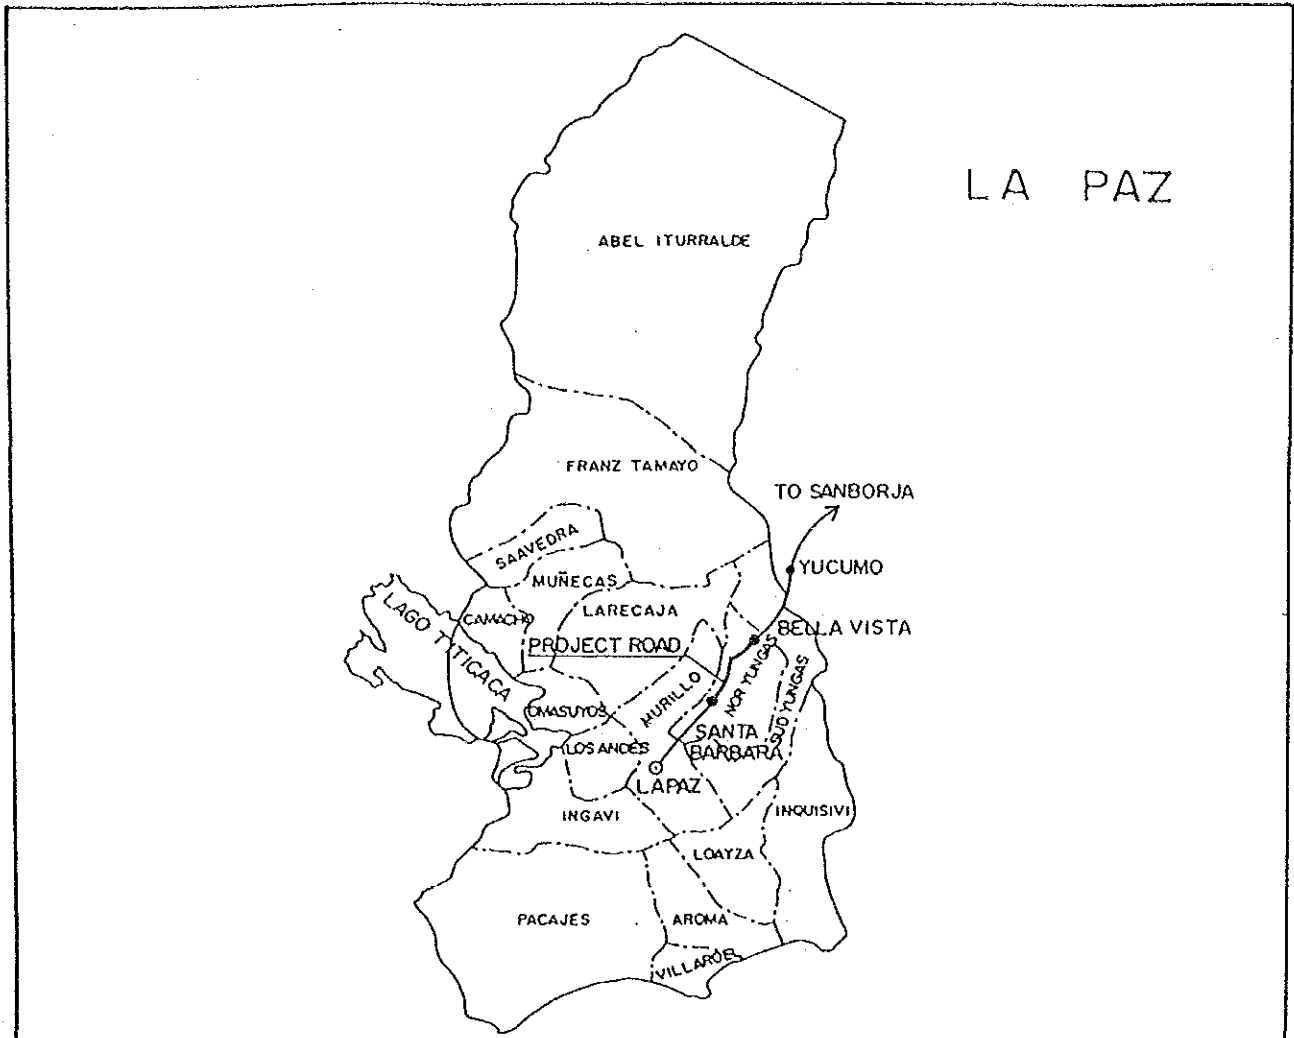 LA PAZ
ABEL ITURRALDE
FRANZ TAMAYO
TO SANBORJA
SAAVEDRA
YUCUMO
MUÑECAS
LAGO TITICACA
CAMACHO
LARECAJA
BELLA VISTA
PROJECT ROAD
MURILLO
NOR YUNGAS
SUD YUNGAS
OMASUYOS
SANTA
BARBARA
LOS ANDES
LAPAZ
INGAVI
INQUISIVI
LOAYZA
PACAJES
AROMA
VILLAROEL